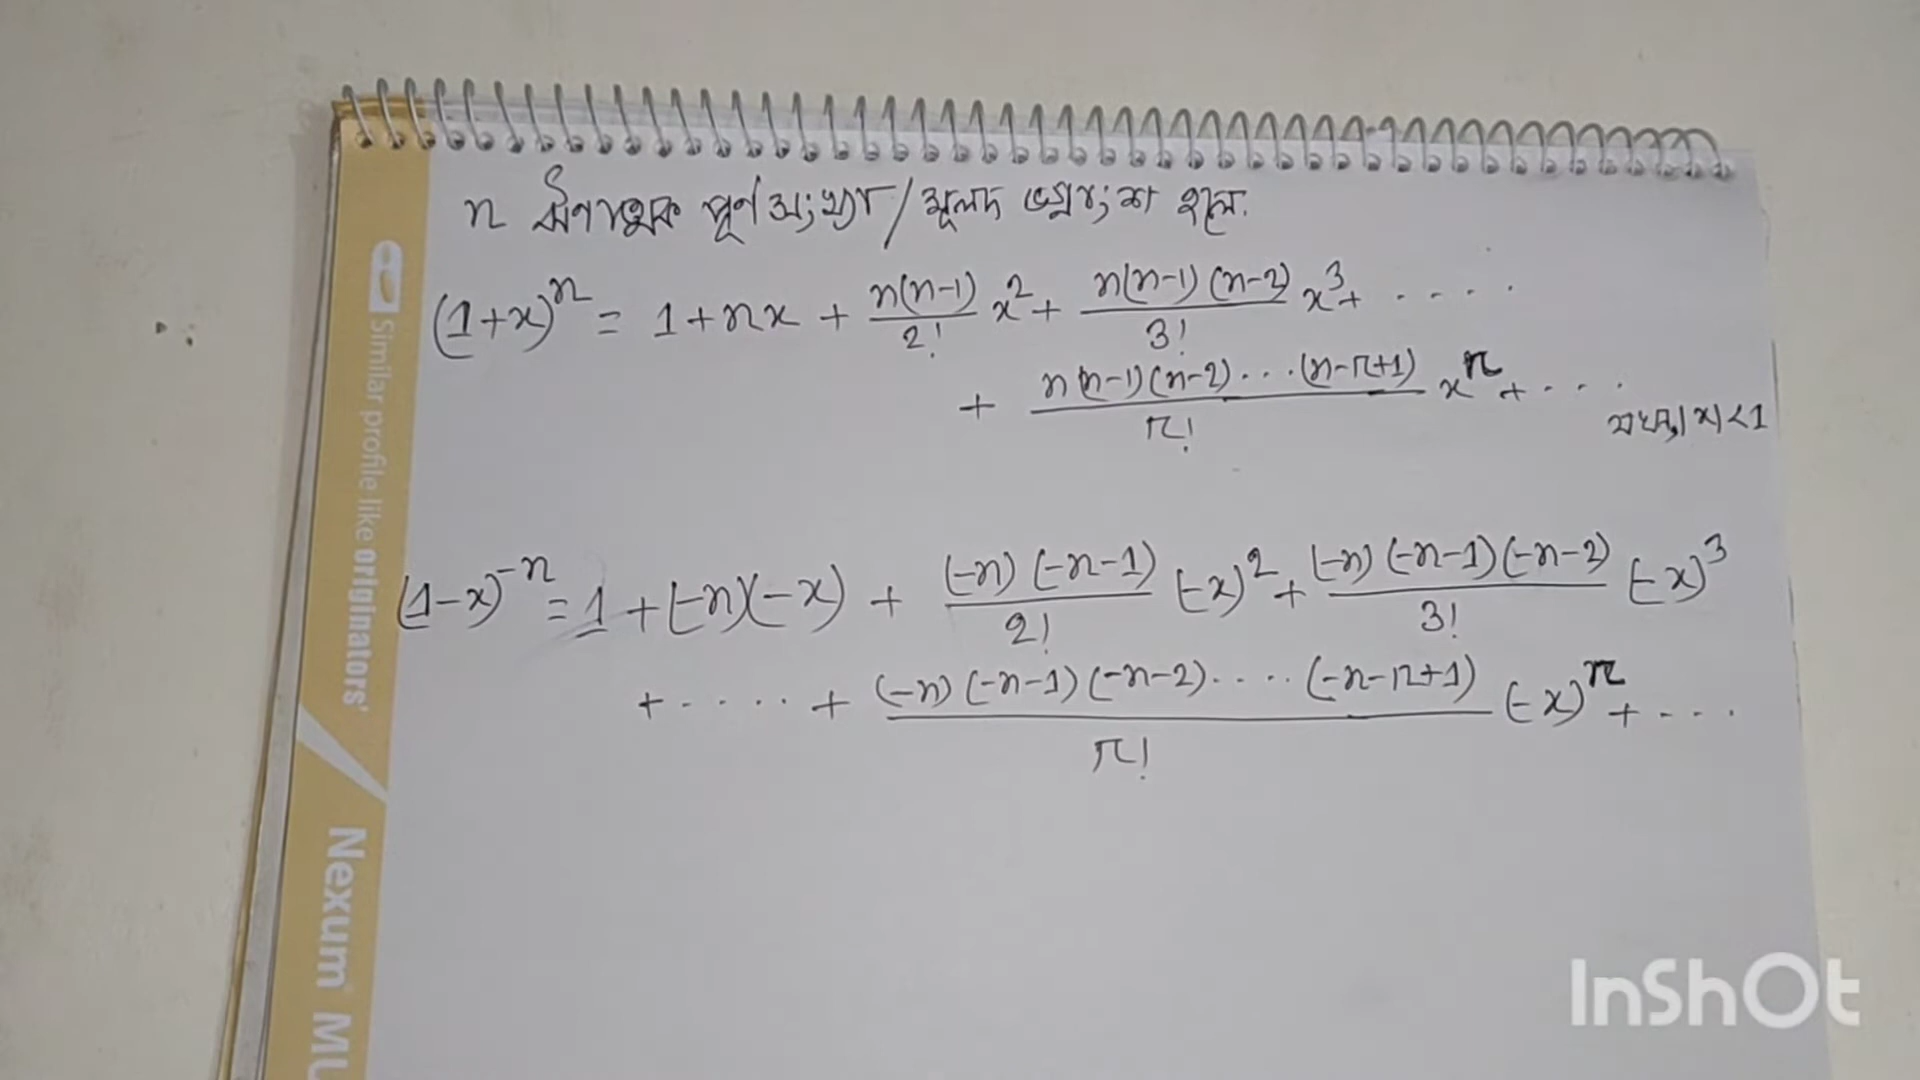 n ঋণাত্মক পূর্ণসংখ্যা/মূলদ ভগ্নাংশ হলে.
(1+x)^n = 1+nx + n(n-1)/2! x^2 + n(n-1)(n-2)/3! x^3 + ....
+ n(n-1)(n-2)...(n-r+1)/r! x^r + ...
যখন, |x|<1
(1-x)^-n = 1+(-n)(-x) + (-n)(-n-1)/2! (-x)^2 + (-n)(-n-1)(-n-2)/3! (-x)^3
+ ..... + (-n)(-n-1)(-n-2)....(-n-r+1)/r! (-x)^r + ...
Similar profile like originators'
Nexum MU
InShOt